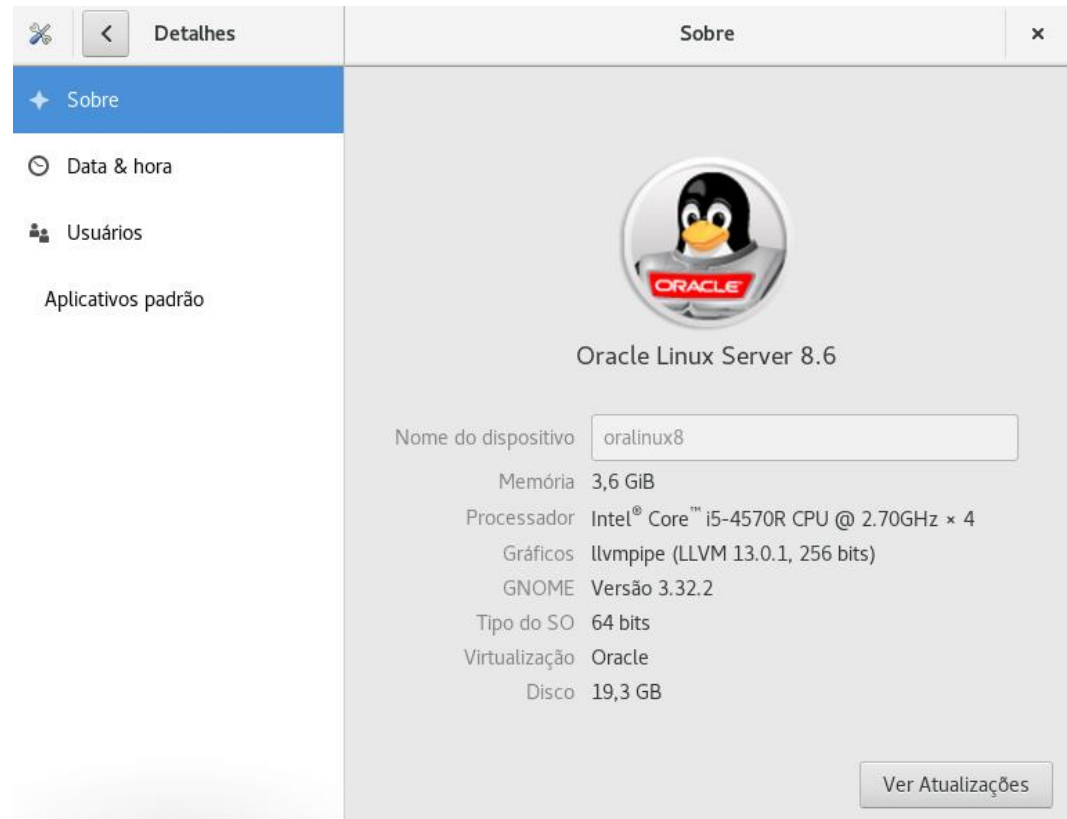 Detalhes
Sobre
Sobre
Data & hora
Usuários
Aplicativos padrão
ORACLE
Oracle Linux Server 8.6
Nome do dispositivo oralinux8
Memória 3,6 GiB
Processador Intel® Core™ i5-4570R CPU @ 2.70GHz × 4
Gráficos llvmpipe (LLVM 13.0.1, 256 bits)
GNOME Versão 3.32.2
Tipo do SO 64 bits
Virtualização Oracle
Disco 19,3 GB
Ver Atualizações